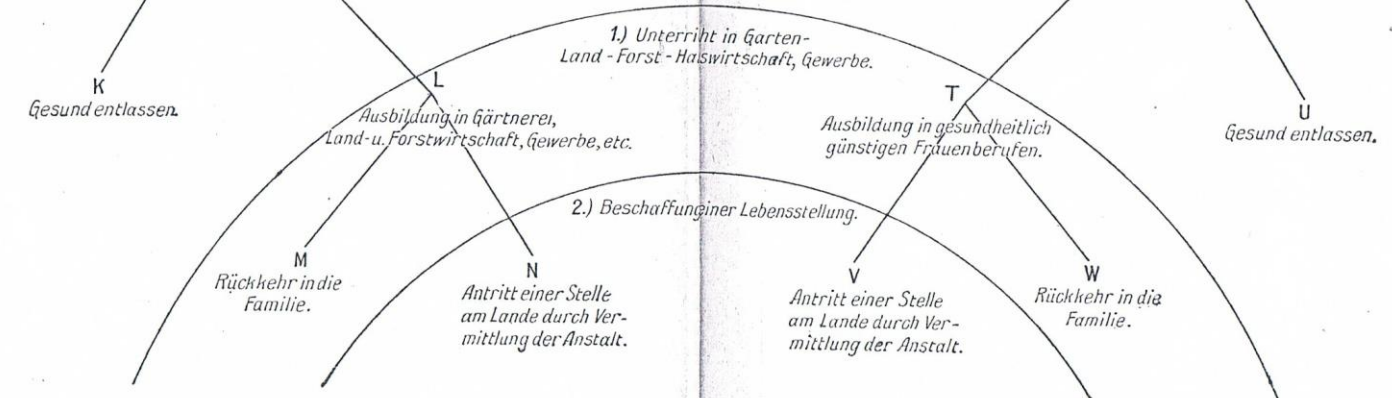 1.) Unterriht in Garten-
Land - Forst - Haswirtschaft, Gewerbe.
K
Gesund entlassen.
L
Ausbildung in Gärtnerei,
Land- u. Forstwirtschaft, Gewerbe, etc.
T
Ausbildung in gesundheitlich
günstigen Frauenberufen.
U
Gesund entlassen.
2.) Beschaffung iner Lebensstellung.
M
Rückkehr in die
Familie.
N
Antritt einer Stelle
am Lande durch Ver-
mittlung der Anstalt.
V
Antritt einer Stelle
am Lande durch Ver-
mittlung der Anstalt.
W
Rückkehr in die
Familie.